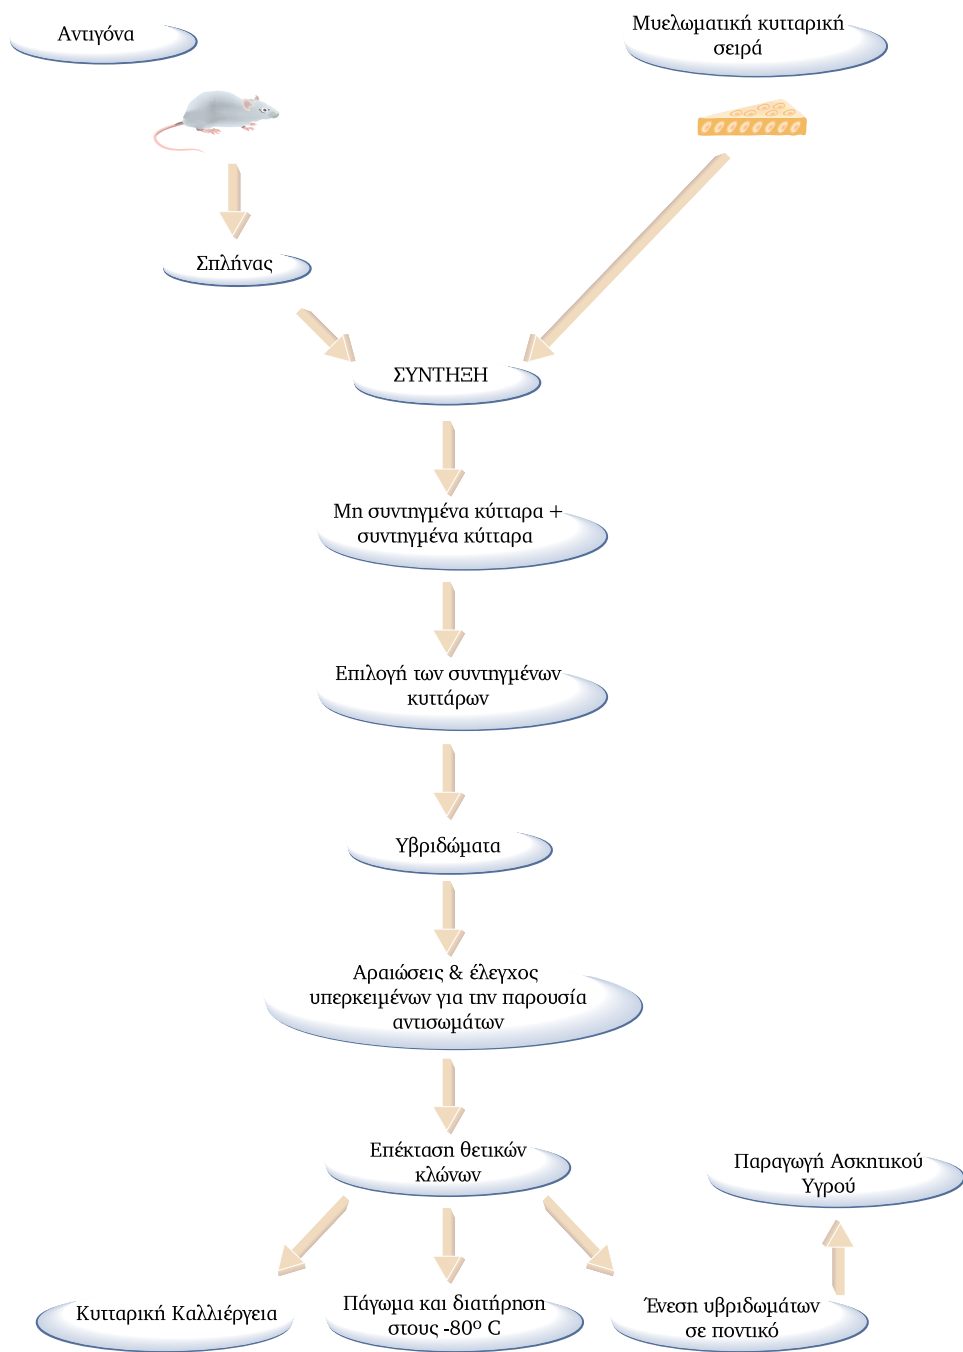 Αντιγόνα
Μυελωματική κυτταρική
σειρά
Σπλήνας
ΣΥΝΤΗΞΗ
Μη συντηγμένα κύτταρα +
συντηγμένα κύτταρα
Επιλογή των συντηγμένων
κυττάρων
Υβριδώματα
Αραιώσεις & έλεγχος
υπερκειμένων για την παρουσία
αντισωμάτων
Επέκταση θετικών
κλώνων
Παραγωγή Ασκητικού
Υγρού
Κυτταρική Καλλιέργεια
Πάγωμα και διατήρηση
στους -80º C
Ένεση υβριδωμάτων
σε ποντικό